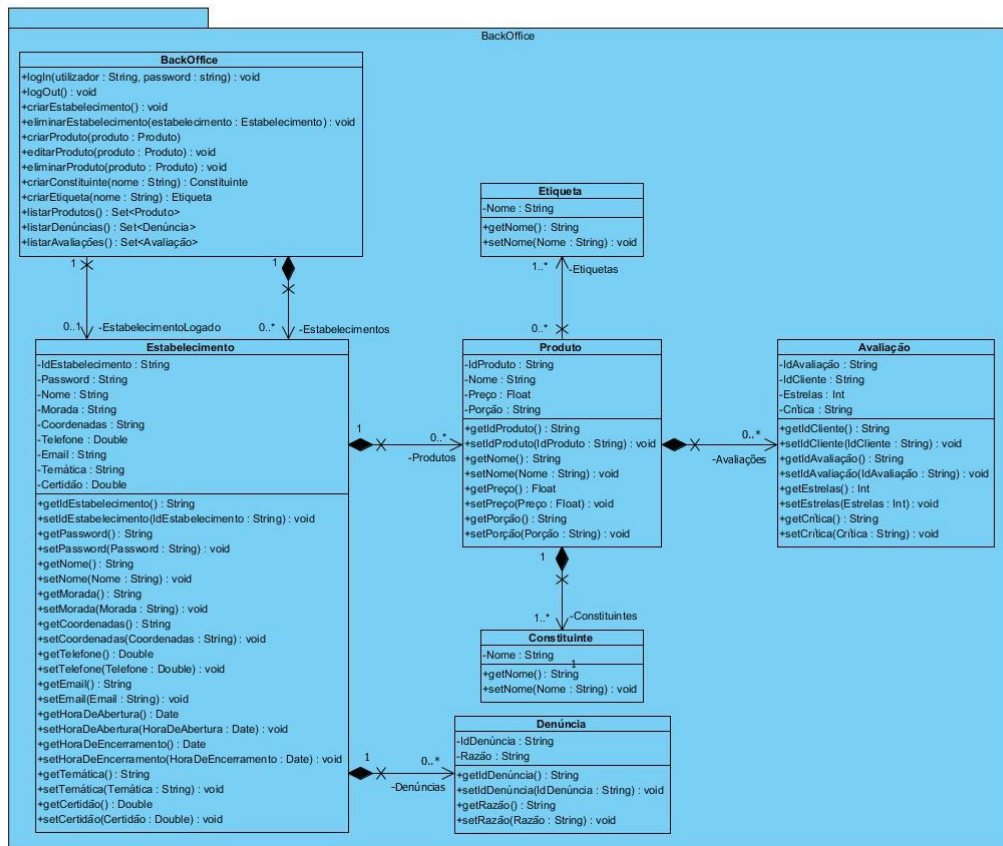 BackOffice
BackOffice
+logIn(utilizador : String, password : string) : void
+logOut() : void
+criarEstabelecimento() : void
+eliminarEstabelecimento(estabelecimento : Estabelecimento) : void
+criarProduto(produto : Produto)
+editarProduto(produto : Produto) : void
+eliminarProduto(produto : Produto) : void
+criarConstituinte(nome : String) : Constituinte
+criarEtiqueta(nome : String) : Etiqueta
+listarProdutos() : Set<Produto>
+listarDenúncias() : Set<Denúncia>
+listarAvaliações() : Set<Avaliação>
1
1
0..1
-EstabelecimentoLogado
0..*
-Estabelecimentos
Etiqueta
-Nome : String
+getNome() : String
+setNome(Nome : String) : void
1..*
-Etiquetas
0..*
Estabelecimento
-IdEstabelecimento : String
-Password : String
-Nome : String
-Morada : String
-Coordenadas : String
-Telefone : Double
-Email : String
-Temática : String
-Certidão : Double
+getIdEstabelecimento() : String
+setIdEstabelecimento(IdEstabelecimento : String) : void
+getPassword() : String
+setPassword(Password : String) : void
+getNome() : String
+setNome(Nome : String) : void
+getMorada() : String
+setMorada(Morada : String) : void
+getCoordenadas() : String
+setCoordenadas(Coordenadas : String) : void
+getTelefone() : Double
+setTelefone(Telefone : Double) : void
+getEmail() : String
+setEmail(Email : String) : void
+getHoraDeAbertura() : Date
+setHoraDeAbertura(HoraDeAbertura : Date) : void
+getHoraDeEncerramento() : Date
+setHoraDeEncerramento(HoraDeEncerramento : Date) : void
+getTemática() : String
+setTemática(Temática : String) : void
+getCertidão() : Double
+setCertidão(Certidão : Double) : void
1
0..*
-Produtos
Produto
-IdProduto : String
-Nome : String
-Preço : Float
-Porção : String
+getIdProduto() : String
+setIdProduto(IdProduto : String) : void
+getNome() : String
+setNome(Nome : String) : void
+getPreço() : Float
+setPreço(Preço : Float) : void
+getPorção() : String
+setPorção(Porção : String) : void
1
0..*
-Avaliações
Avaliação
-IdAvaliação : String
-IdCliente : String
-Estrelas : Int
-Crítica : String
+getIdCliente() : String
+setIdCliente(IdCliente : String) : void
+getIdAvaliação() : String
+setIdAvaliação(IdAvaliação : String) : void
+getEstrelas() : Int
+setEstrelas(Estrelas : Int) : void
+getCrítica() : String
+setCrítica(Crítica : String) : void
1
1..*
-Constituintes
Constituinte
-Nome : String
+getNome() : String
+setNome(Nome : String) : void
1
0..*
-Denúncias
Denúncia
-IdDenúncia : String
-Razão : String
+getIdDenúncia() : String
+setIdDenúncia(IdDenúncia : String) : void
+getRazão() : String
+setRazão(Razão : String) : void